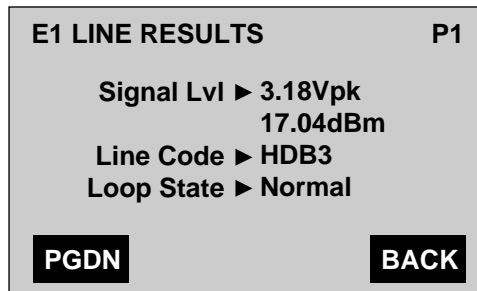 E1 LINE RESULTS P1
Signal Lvl ► 3.18Vpk
17.04dBm
Line Code ► HDB3
Loop State ► Normal
PGDN BACK